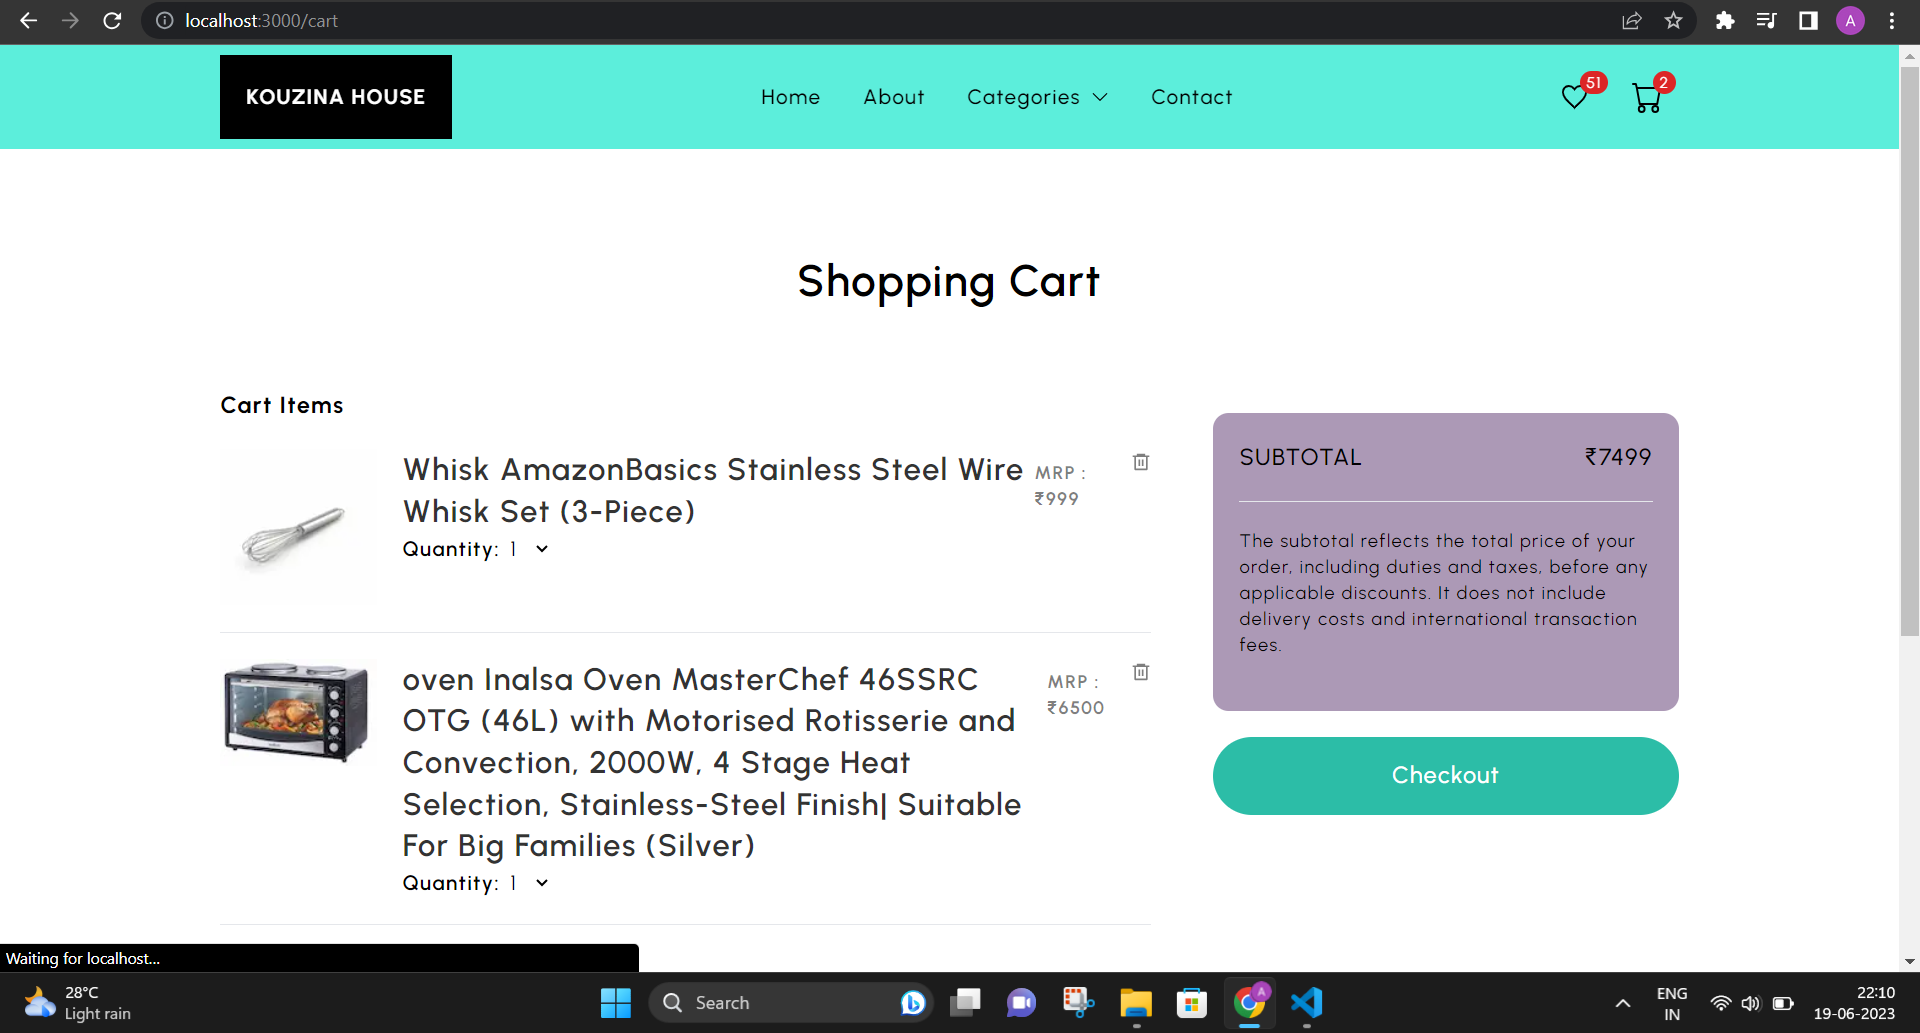 localhost:3000/cart
A
KOUZINA HOUSE
Home About Categories Contact
51
2
Shopping Cart
Cart Items
Whisk AmazonBasics Stainless Steel Wire
Whisk Set (3-Piece)
Quantity: 1
MRP :
₹999
oven Inalsa Oven MasterChef 46SSRC
OTG (46L) with Motorised Rotisserie and
Convection, 2000W, 4 Stage Heat
Selection, Stainless-Steel Finish| Suitable
For Big Families (Silver)
Quantity: 1
MRP :
₹6500
SUBTOTAL ₹7499
The subtotal reflects the total price of your
order, including duties and taxes, before any
applicable discounts. It does not include
delivery costs and international transaction
fees.
Checkout
Waiting for localhost...
28°C
Light rain
Search
A
ENG
IN
22:10
19-06-2023